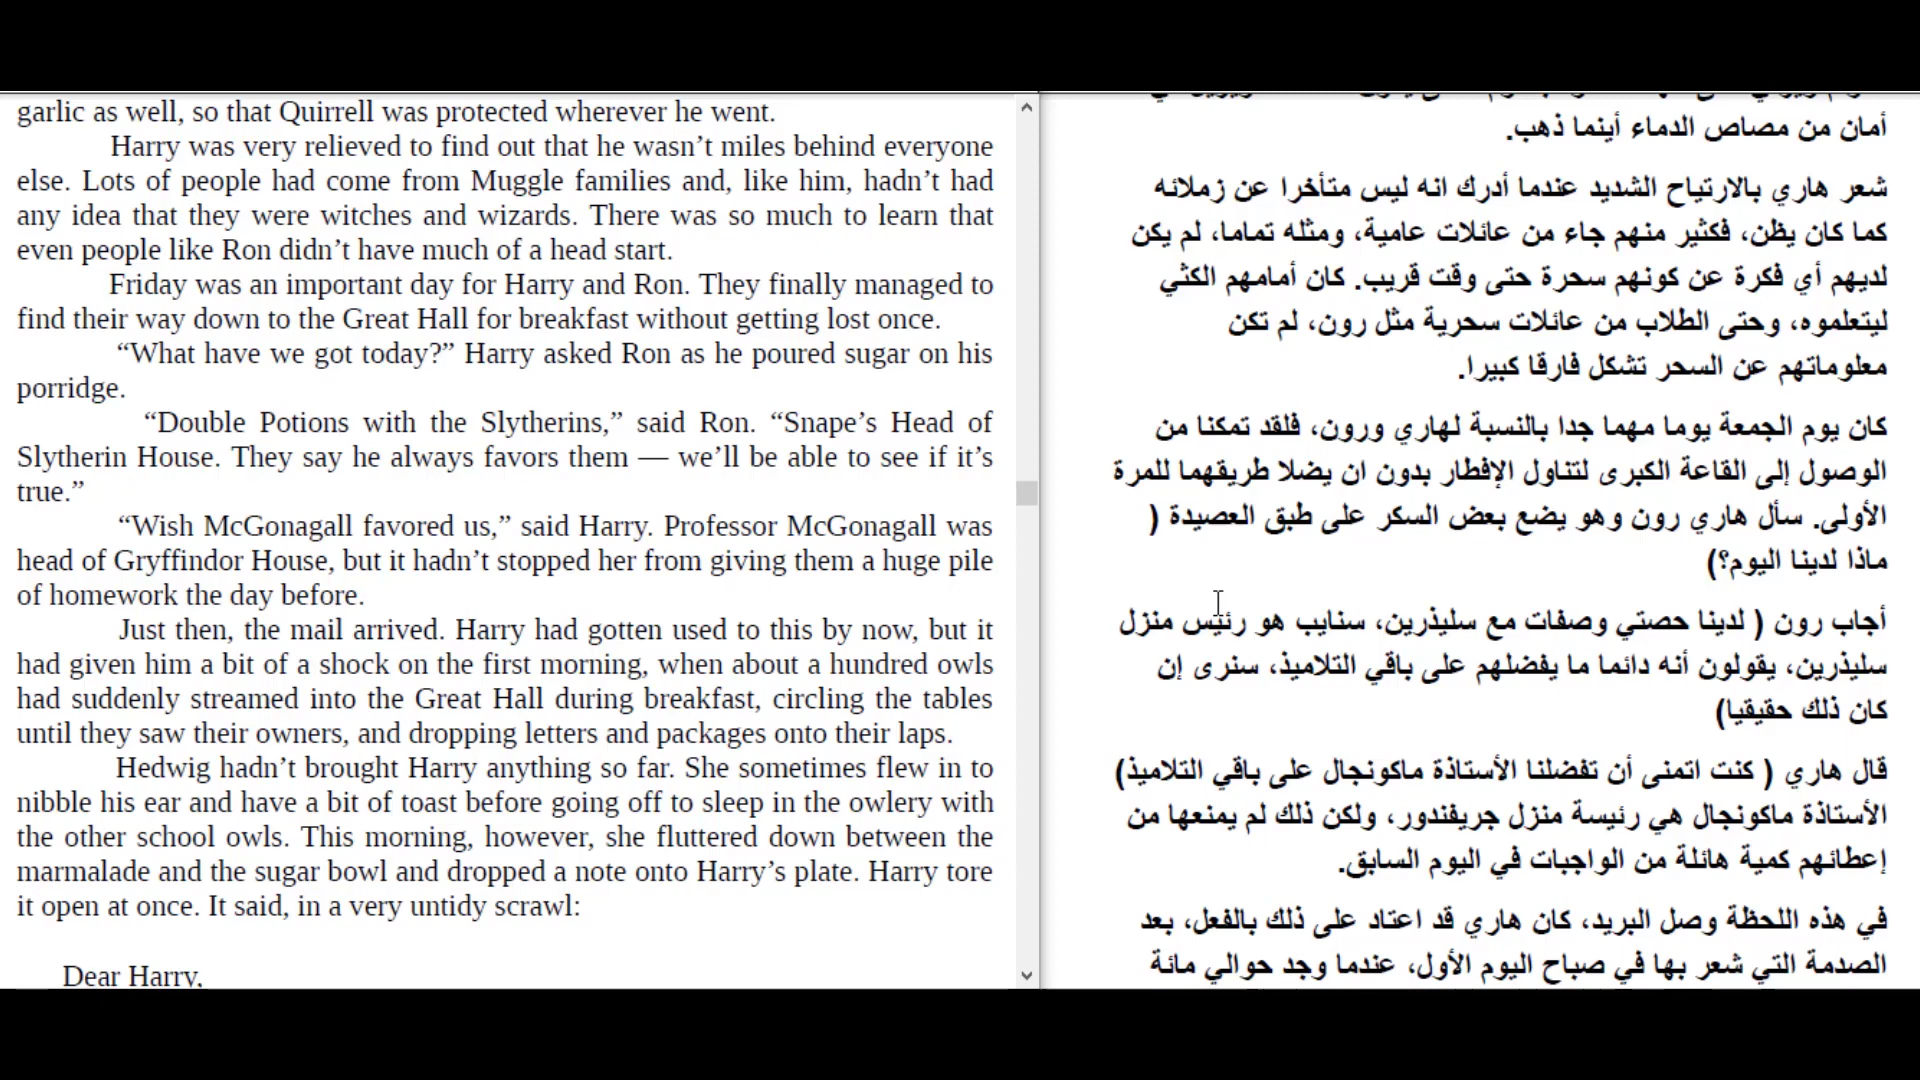 garlic as well, so that Quirrell was protected wherever he went.
Harry was very relieved to find out that he wasn’t miles behind everyone
else. Lots of people had come from Muggle families and, like him, hadn’t had
any idea that they were witches and wizards. There was so much to learn that
even people like Ron didn’t have much of a head start.
Friday was an important day for Harry and Ron. They finally managed to
find their way down to the Great Hall for breakfast without getting lost once.
“What have we got today?” Harry asked Ron as he poured sugar on his
porridge.
“Double Potions with the Slytherins,” said Ron. “Snape’s Head of
Slytherin House. They say he always favors them — we’ll be able to see if it’s
true.”
“Wish McGonagall favored us,” said Harry. Professor McGonagall was
head of Gryffindor House, but it hadn’t stopped her from giving them a huge pile
of homework the day before.
Just then, the mail arrived. Harry had gotten used to this by now, but it
had given him a bit of a shock on the first morning, when about a hundred owls
had suddenly streamed into the Great Hall during breakfast, circling the tables
until they saw their owners, and dropping letters and packages onto their laps.
Hedwig hadn’t brought Harry anything so far. She sometimes flew in to
nibble his ear and have a bit of toast before going off to sleep in the owlery with
the other school owls. This morning, however, she fluttered down between the
marmalade and the sugar bowl and dropped a note onto Harry’s plate. Harry tore
it open at once. It said, in a very untidy scrawl:
Dear Harry,
أمان من مصاص الدماء أينما ذهب.
شعر هاري بالارتياح الشديد عندما أدرك انه ليس متأخرا عن زملائه
كما كان يظن، فكثير منهم جاء من عائلات عامية، ومثله تماما، لم يكن
لديهم أي فكرة عن كونهم سحرة حتى وقت قريب. كان أمامهم الكثي
ليتعلموه، وحتى الطلاب من عائلات سحرية مثل رون، لم تكن
معلوماتهم عن السحر تشكل فارقا كبيرا.
كان يوم الجمعة يوما مهما جدا بالنسبة لهاري ورون، فلقد تمكنا من
الوصول إلى القاعة الكبرى لتناول الإفطار بدون ان يضلا طريقهما للمرة
الأولى. سأل هاري رون وهو يضع بعض السكر على طبق العصيدة (
ماذا لدينا اليوم؟)
أجاب رون ( لدينا حصتي وصفات مع سليذرين، سنايب هو رئيس منزل
سليذرين، يقولون أنه دائما ما يفضلهم على باقي التلاميذ، سنرى إن
كان ذلك حقيقيا)
قال هاري ( كنت اتمنى أن تفضلنا الأستاذة ماكونجال على باقي التلاميذ)
الأستاذة ماكونجال هي رئيسة منزل جريفندور، ولكن ذلك لم يمنعها من
إعطائهم كمية هائلة من الواجبات في اليوم السابق.
في هذه اللحظة وصل البريد، كان هاري قد اعتاد على ذلك بالفعل، بعد
الصدمة التي شعر بها في صباح اليوم الأول، عندما وجد حوالي مائة